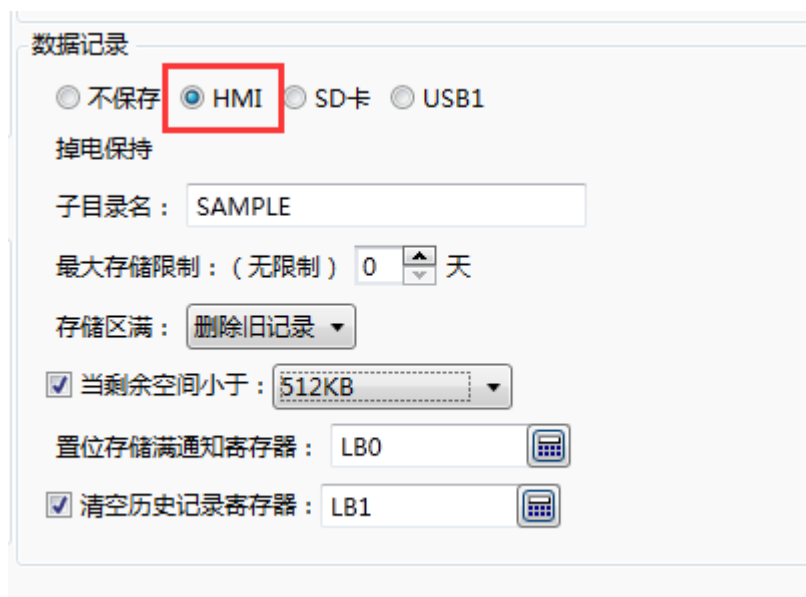 数据记录
不保存 HMI SD卡 USB1
掉电保持
子目录名： SAMPLE
最大存储限制：（无限制） 0 天
存储区满： 删除旧记录
当剩余空间小于： 512KB
置位存储满通知寄存器： LB0
清空历史记录寄存器： LB1